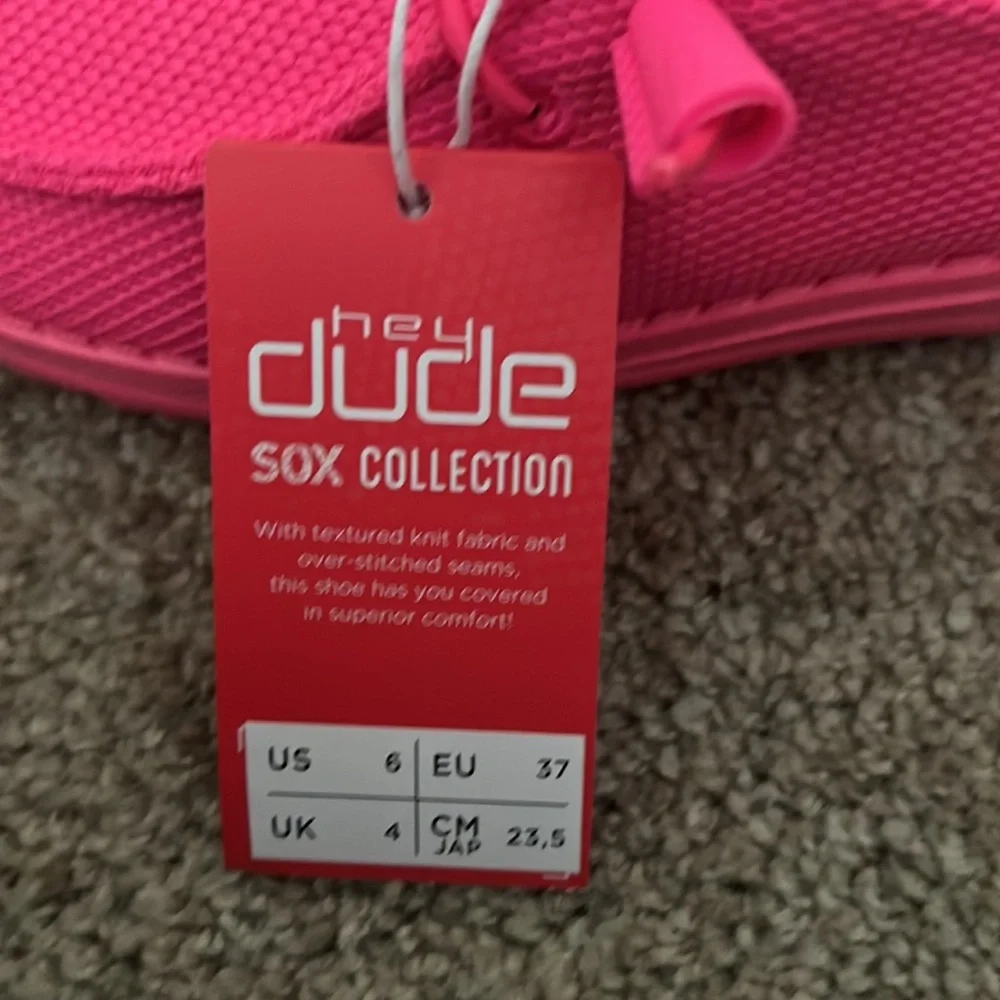 hey
dude
SOX COLLECTION
With textured knit fabric and
over-stitched seams,
this shoe has you covered
in superior comfort!
US 6 EU 37
UK 4 CM JAP 23,5